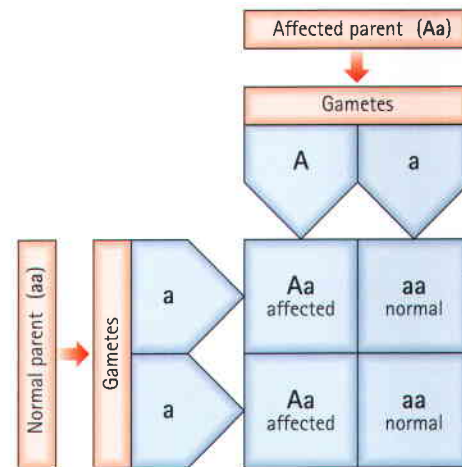 Affected parent (Aa)
Gametes
A a
Normal parent (aa)
Gametes
a
Aa aa
affected normal
a
Aa aa
affected normal